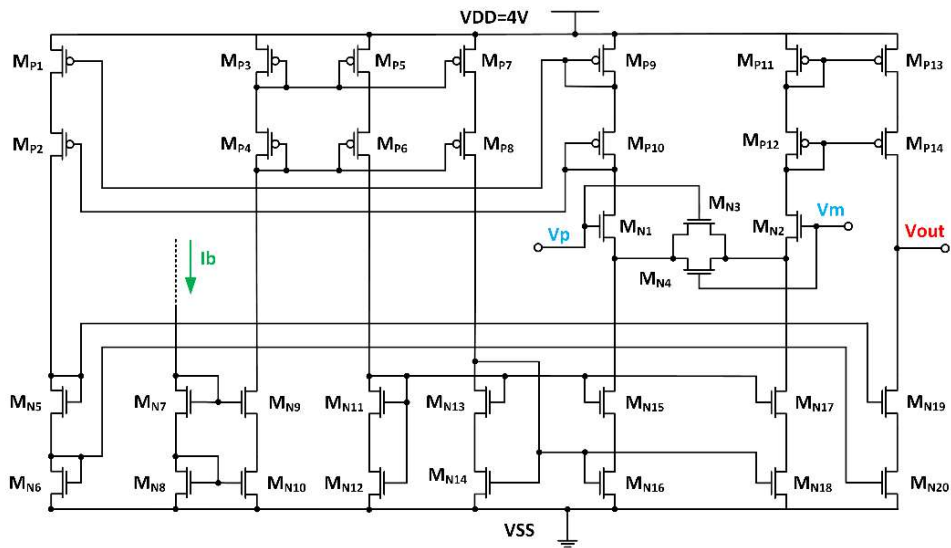 VDD=4V
MP1 MP3 MP5 MP7 MP9 MP11 MP13
MP2 MP4 MP6 MP8 MP10 MP12 MP14
MN3
Vp MN1 MN2 Vm
Vout
Ib
MN4
MN5 MN7 MN9 MN11 MN13 MN15 MN17 MN19
MN6 MN8 MN10 MN12 MN14 MN16 MN18 MN20
VSS